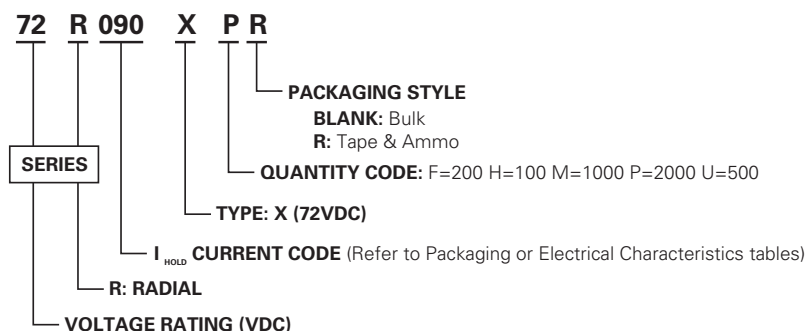 72 R 090 X P R
PACKAGING STYLE
BLANK: Bulk
R: Tape & Ammo
SERIES
QUANTITY CODE: F=200 H=100 M=1000 P=2000 U=500
TYPE: X (72VDC)
I HOLD CURRENT CODE (Refer to Packaging or Electrical Characteristics tables)
R: RADIAL
VOLTAGE RATING (VDC)